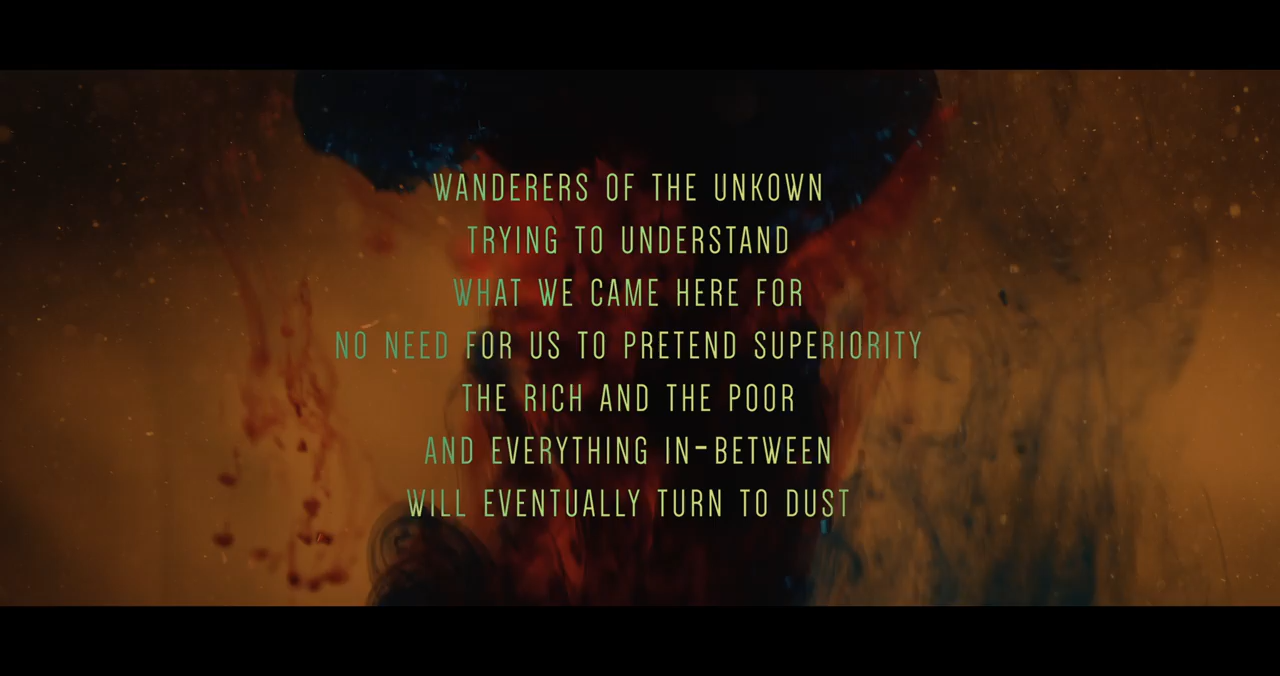 WANDERERS OF THE UNKOWN
TRYING TO UNDERSTAND
WHAT WE CAME HERE FOR
NO NEED FOR US TO PRETEND SUPERIORITY
THE RICH AND THE POOR
AND EVERYTHING IN-BETWEEN
WILL EVENTUALLY TURN TO DUST